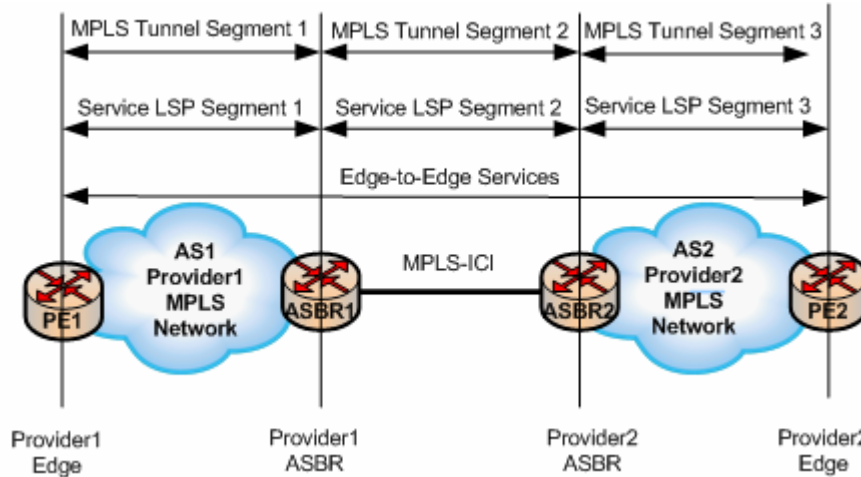 MPLS Tunnel Segment 1
MPLS Tunnel Segment 2
MPLS Tunnel Segment 3
Service LSP Segment 1
Service LSP Segment 2
Service LSP Segment 3
Edge-to-Edge Services
AS1
Provider1
MPLS
Network
MPLS-ICI
AS2
Provider2
MPLS
Network
PE1
ASBR1
ASBR2
PE2
Provider1
Edge
Provider1
ASBR
Provider2
ASBR
Provider2
Edge